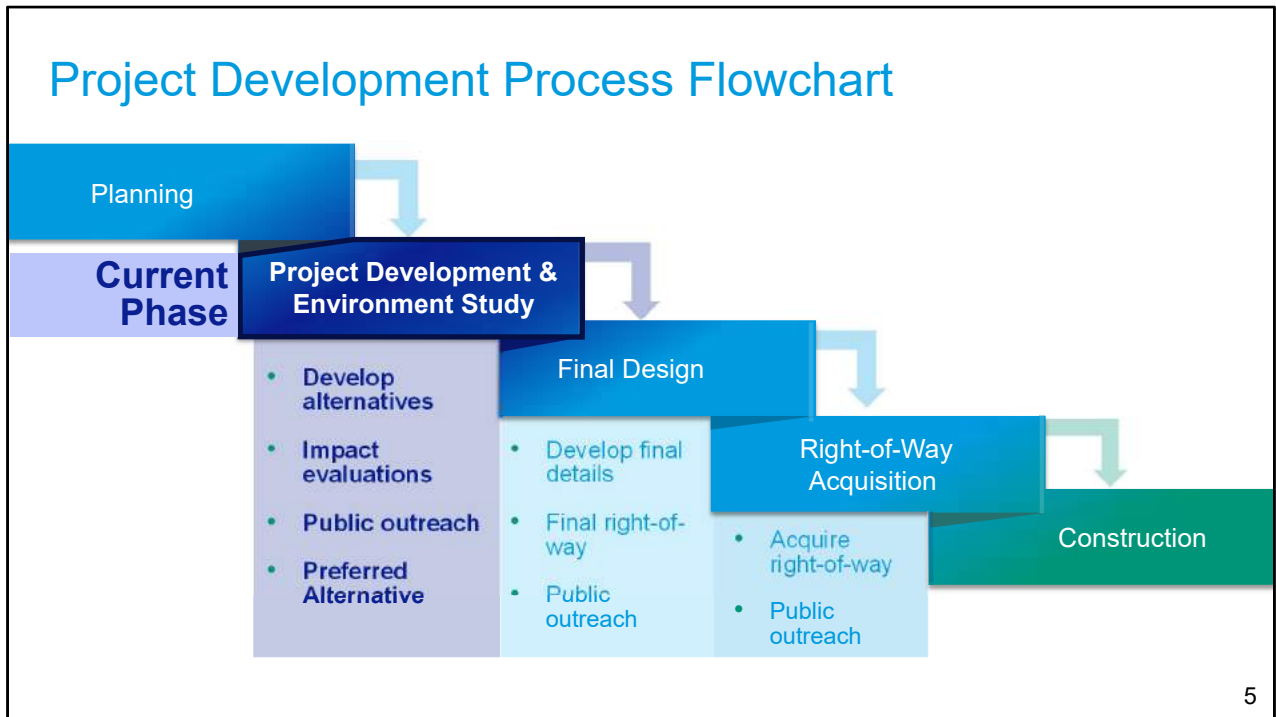 Project Development Process Flowchart
Planning
Current
Phase
Project Development &
Environment Study
• Develop
alternatives
• Impact
evaluations
• Public outreach
• Preferred
Alternative
Final Design
• Develop final
details
• Final right-of-
way
• Public
outreach
Right-of-Way
Acquisition
• Acquire
right-of-way
• Public
outreach
Construction
5